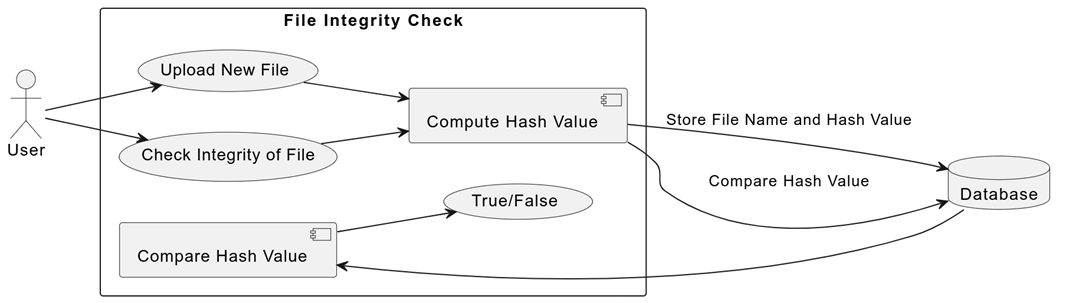 File Integrity Check
Upload New File
User
Check Integrity of File
Compute Hash Value
Store File Name and Hash Value
Compare Hash Value
Database
True/False
Compare Hash Value